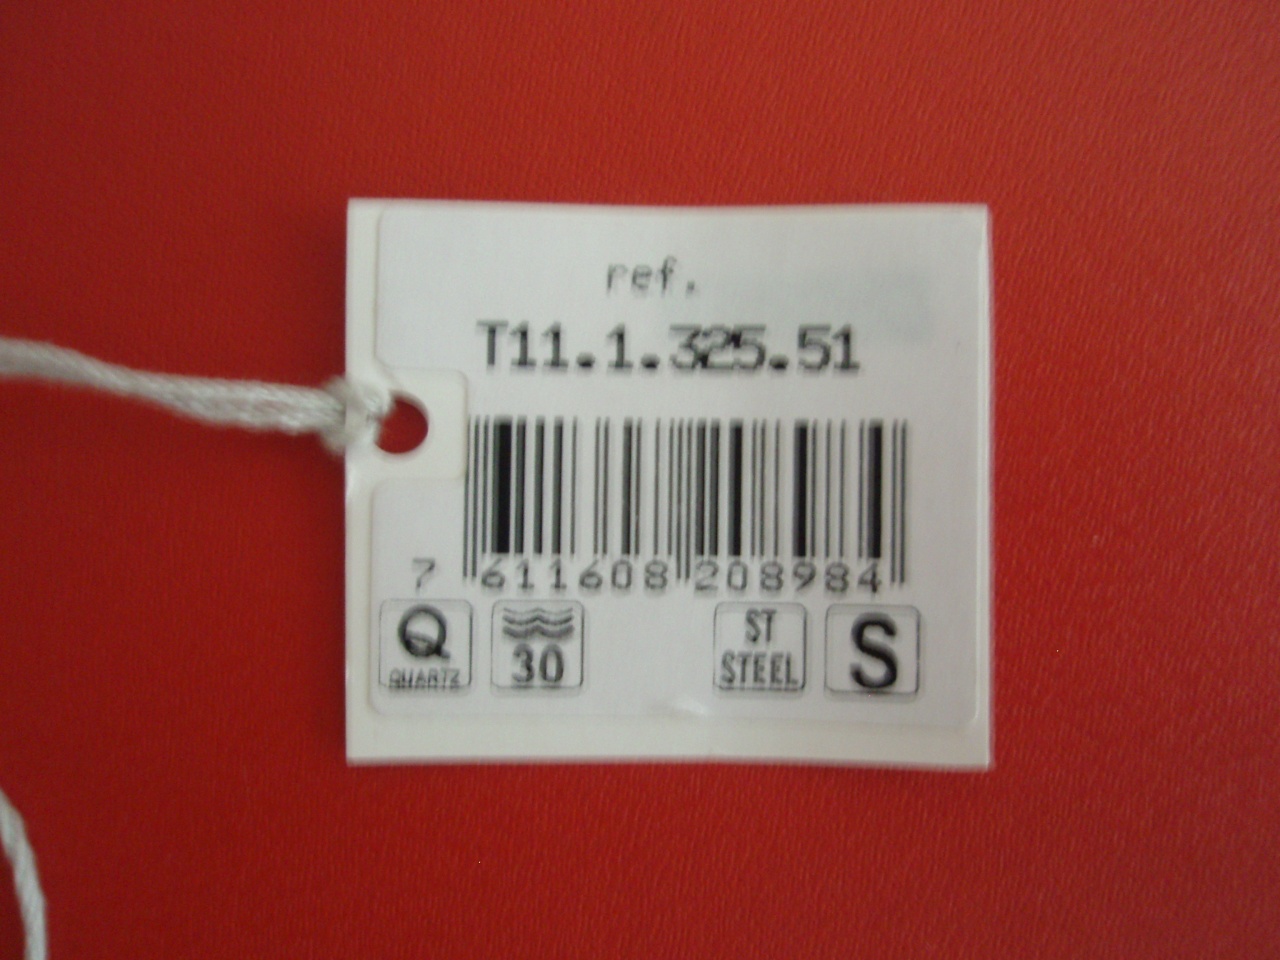 ref.
T11.1.325.51
7 611608 208984
Q QUARTZ
30
ST STEEL
S